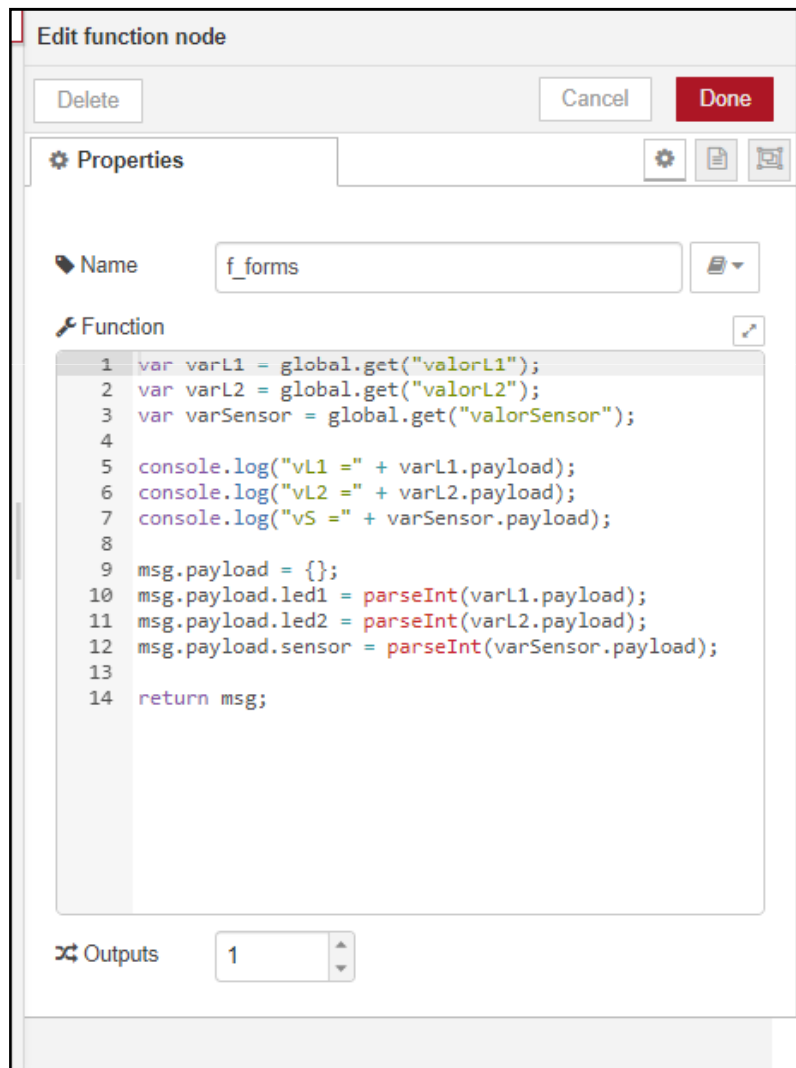 Edit function node
Delete
Cancel
Done
Properties
Name
f_forms
Function
1 var varL1 = global.get("valorL1");
2 var varL2 = global.get("valorL2");
3 var varSensor = global.get("valorSensor");
4
5 console.log("vL1 =" + varL1.payload);
6 console.log("vL2 =" + varL2.payload);
7 console.log("vS =" + varSensor.payload);
8
9 msg.payload = {};
10 msg.payload.led1 = parseInt(varL1.payload);
11 msg.payload.led2 = parseInt(varL2.payload);
12 msg.payload.sensor = parseInt(varSensor.payload);
13
14 return msg;
Outputs
1